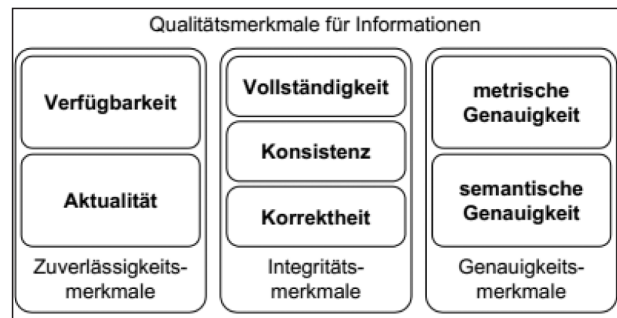 Qualitätsmerkmale für Informationen
Verfügbarkeit
Aktualität
Zuverlässigkeits-
merkmale
Vollständigkeit
Konsistenz
Korrektheit
Integritäts-
merkmale
metrische
Genauigkeit
semantische
Genauigkeit
Genauigkeits-
merkmale